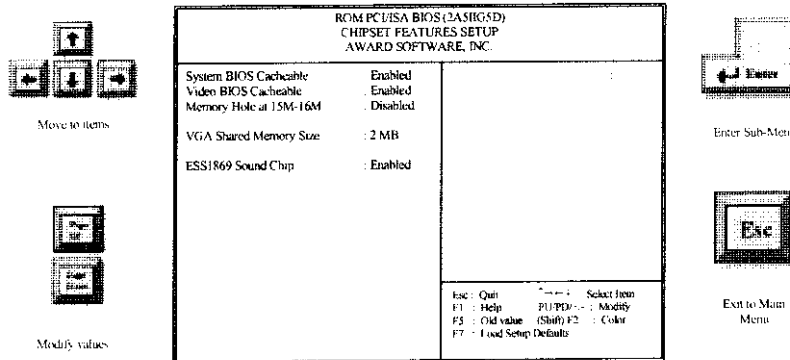 ROM PCI/ISA BIOS (2A5IIG5D)
CHIPSET FEATURES SETUP
AWARD SOFTWARE, INC.
System BIOS Cacheable : Enabled
Video BIOS Cacheable : Enabled
Memory Hole at 15M-16M : Disabled
VGA Shared Memory Size : 2 MB
ESS1869 Sound Chip : Enabled
Esc : Quit Select Item
F1 : Help PU/PD/ : Modify
F5 : Old value (Shift) F2 : Color
F7 : Load Setup Defaults
Move to items
Page
Page
Modify values
Enter
Enter Sub-Menu
Esc
Exit to Main
Menu